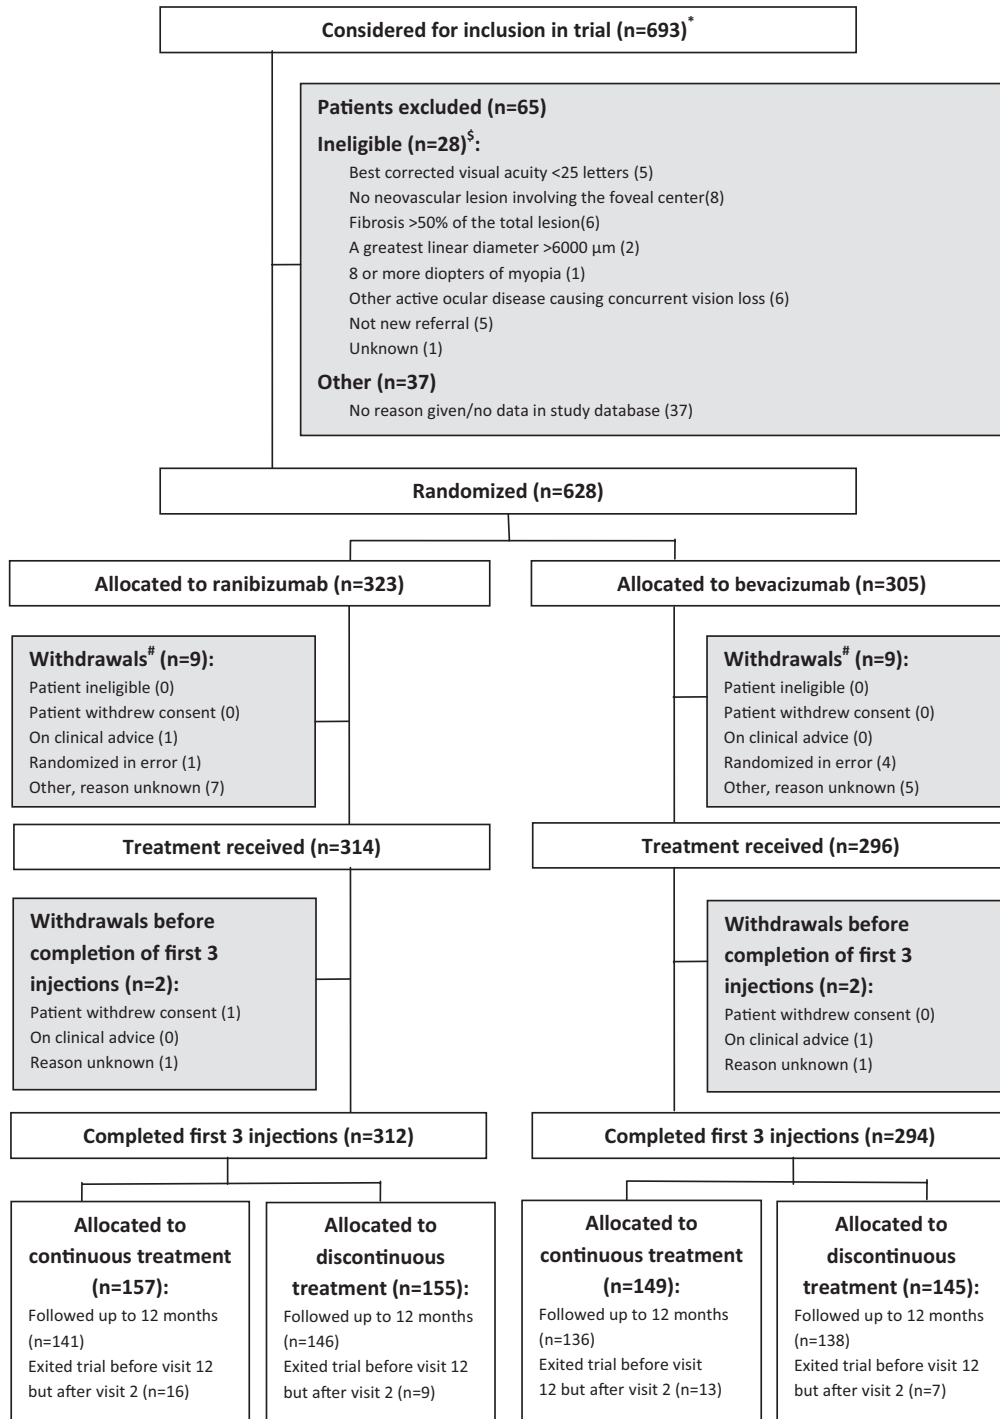 Considered for inclusion in trial (n=693)*
Patients excluded (n=65)
Ineligible (n=28)$:
Best corrected visual acuity <25 letters (5)
No neovascular lesion involving the foveal center(8)
Fibrosis >50% of the total lesion(6)
A greatest linear diameter >6000 µm (2)
8 or more diopters of myopia (1)
Other active ocular disease causing concurrent vision loss (6)
Not new referral (5)
Unknown (1)
Other (n=37)
No reason given/no data in study database (37)
Randomized (n=628)
Allocated to ranibizumab (n=323)
Allocated to bevacizumab (n=305)
Withdrawals# (n=9):
Patient ineligible (0)
Patient withdrew consent (0)
On clinical advice (1)
Randomized in error (1)
Other, reason unknown (7)
Withdrawals# (n=9):
Patient ineligible (0)
Patient withdrew consent (0)
On clinical advice (0)
Randomized in error (4)
Other, reason unknown (5)
Treatment received (n=314)
Treatment received (n=296)
Withdrawals before
completion of first 3
injections (n=2):
Patient withdrew consent (1)
On clinical advice (0)
Reason unknown (1)
Withdrawals before
completion of first 3
injections (n=2):
Patient withdrew consent (0)
On clinical advice (1)
Reason unknown (1)
Completed first 3 injections (n=312)
Completed first 3 injections (n=294)
Allocated to
continuous treatment
(n=157):
Followed up to 12 months
(n=141)
Exited trial before visit 12
but after visit 2 (n=16)
Allocated to
discontinuous
treatment (n=155):
Followed up to 12 months
(n=146)
Exited trial before visit 12
but after visit 2 (n=9)
Allocated to
continuous treatment
(n=149):
Followed up to 12 months
(n=136)
Exited trial before visit
12 but after visit 2 (n=13)
Allocated to
discontinuous
treatment (n=145):
Followed up to 12 months
(n=138)
Exited trial before visit 12
but after visit 2 (n=7)